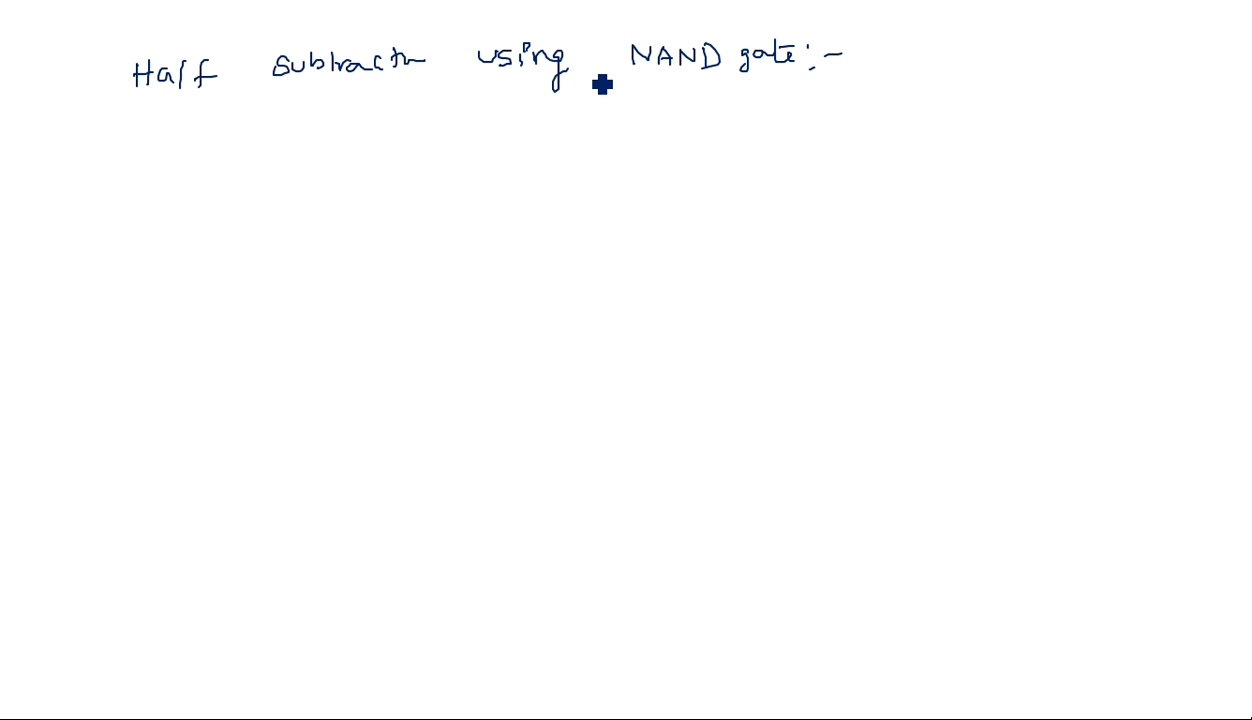 Half subtractor using NAND gate :-